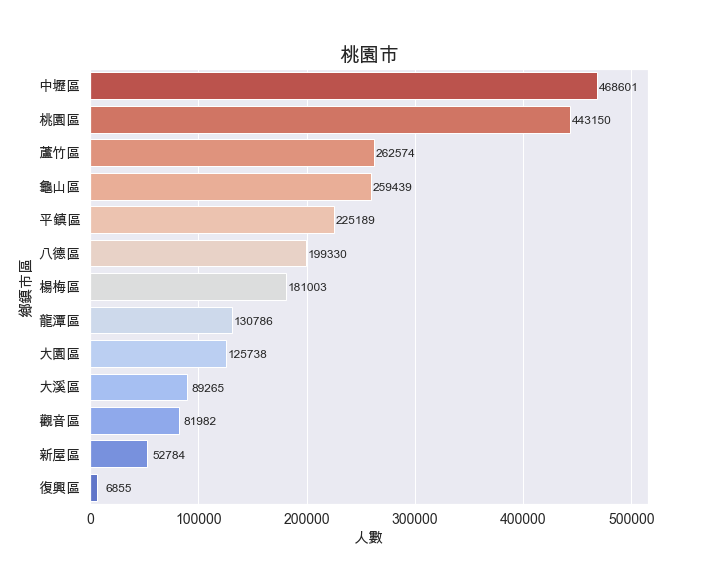 桃園市
鄉鎮市區
中壢區 468601
桃園區 443150
蘆竹區 262574
龜山區 259439
平鎮區 225189
八德區 199330
楊梅區 181003
龍潭區 130786
大園區 125738
大溪區 89265
觀音區 81982
新屋區 52784
復興區 6855
0 100000 200000 300000 400000 500000
人數